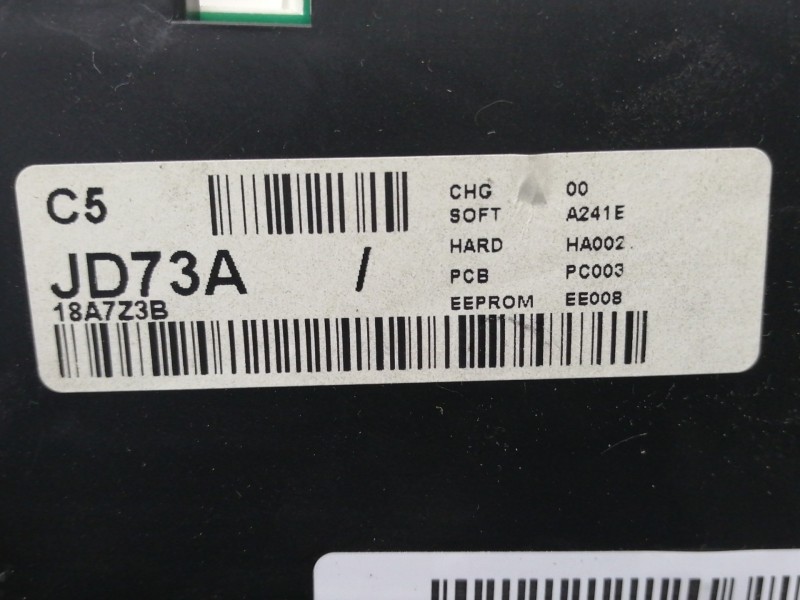 C5
JD73A /
18A7Z3B
CHG 00
SOFT A241E
HARD HA002
PCB PC003
EEPROM EE008